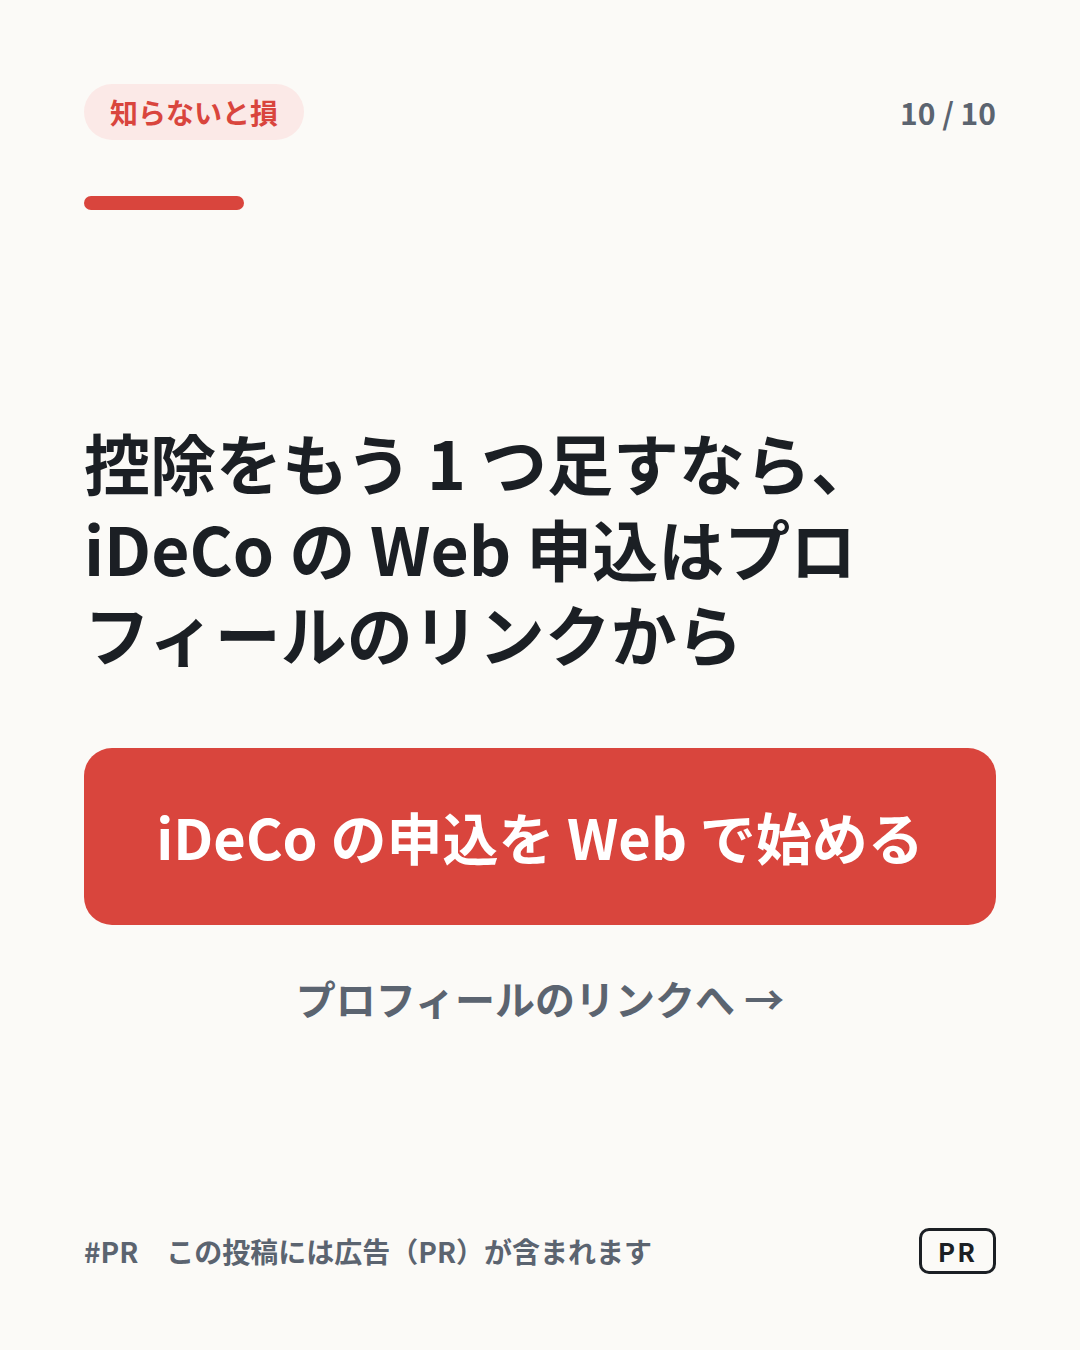 知らないと損
10 / 10
控除をもう 1 つ足すなら、
iDeCo の Web 申込はプロ
フィールのリンクから
iDeCo の申込を Web で始める
プロフィールのリンクへ →
#PR　この投稿には広告（PR）が含まれます
PR